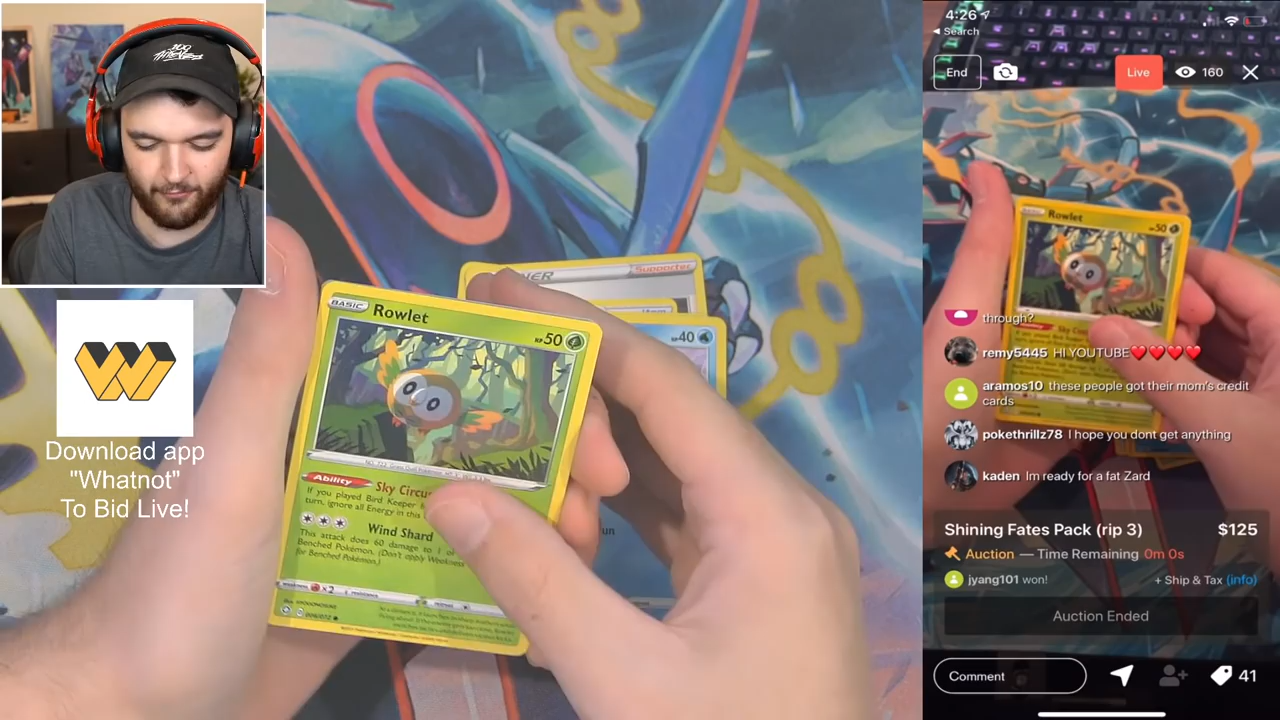 100
THIEVES
Download app
"Whatnot"
To Bid Live!
Supporter
40
BASIC Rowlet
HP 50
Ability Sky Circu
If you played Bird Keeper
turn, ignore all Energy in this
Wind Shard
This attack does 60 damage to 1 of
Benched Pokémon. (Don't apply Weakness
for Benched Pokémon.)
x2
4:26
Search
End
Live
160
Rowlet
50
through?
remy5445 HI YOUTUBE❤❤❤❤
aramos10 these people got their mom's credit
cards
pokethrillz78 I hope you dont get anything
kaden Im ready for a fat Zard
Shining Fates Pack (rip 3) $125
Auction — Time Remaining 0m 0s
jyang101 won! + Ship & Tax (info)
Auction Ended
Comment
41